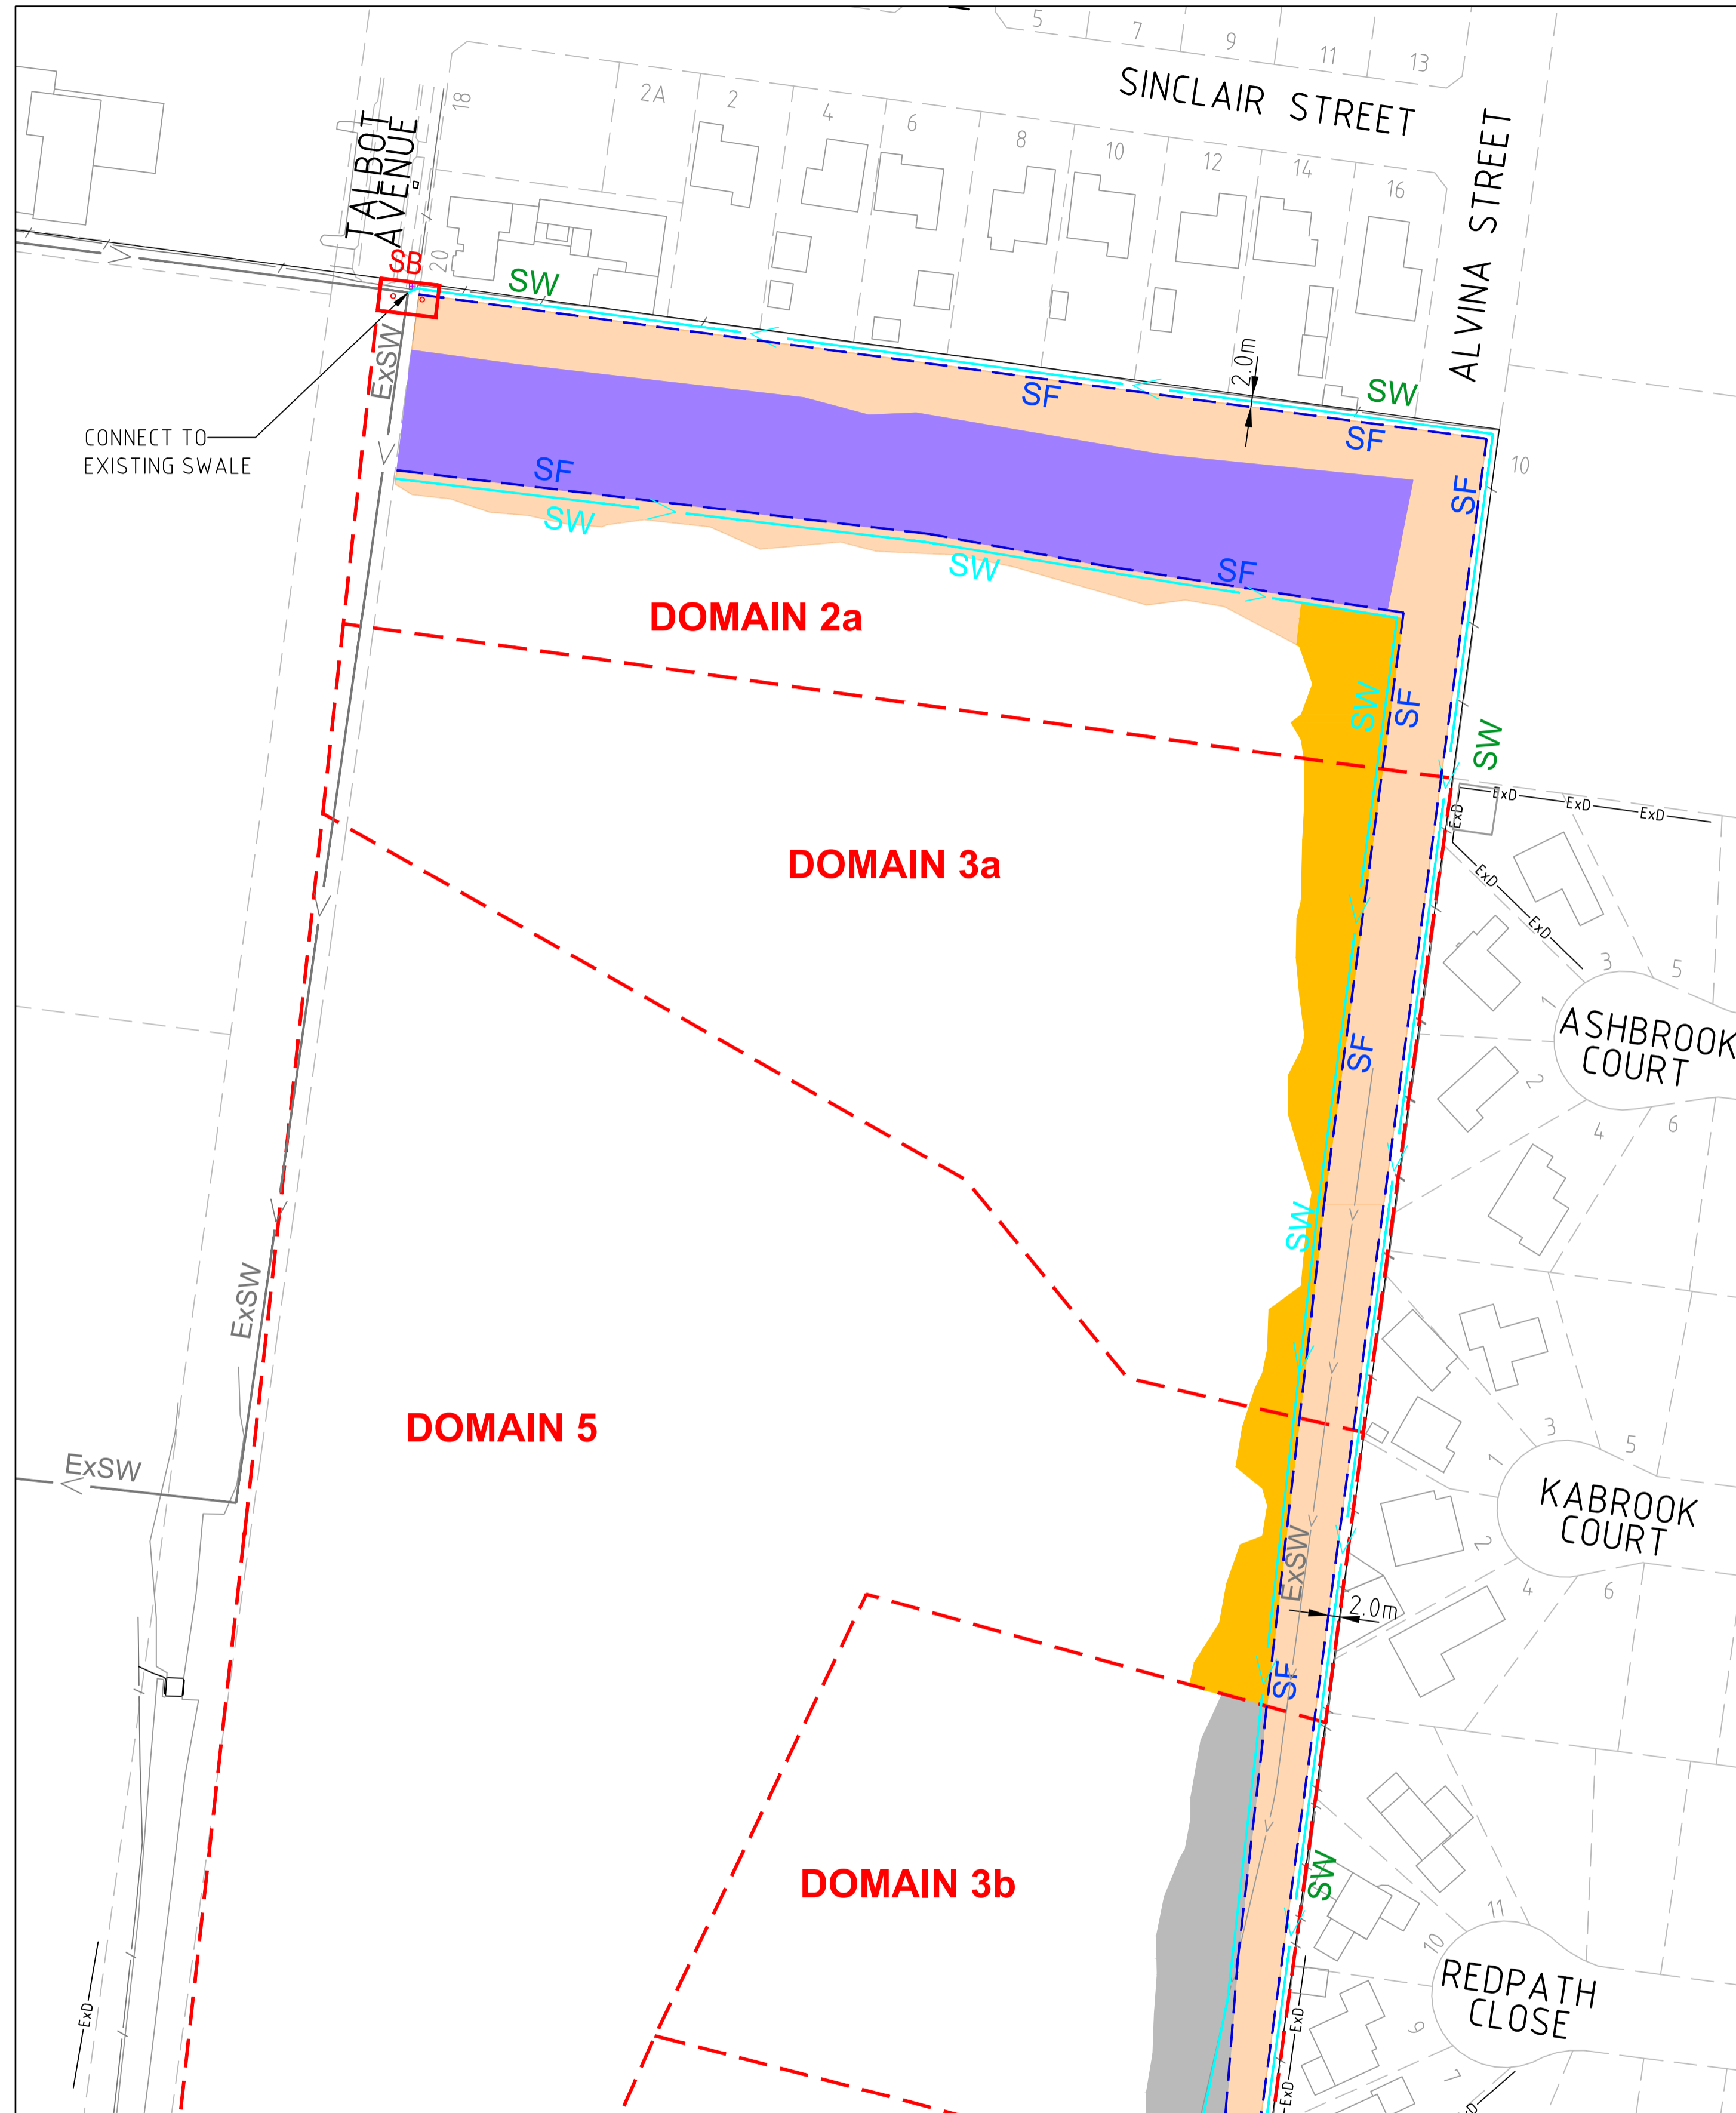 5
7
9
11
13
SINCLAIR STREET
ALVINA STREET
TALBOT
AVENUE
18
2A
2
4
6
8
10
12
14
16
20
SB
SW
ExSW
2.0m
SF
SW
SF
CONNECT TO
EXISTING SWALE
10
SF
SF
SW
SW
SF
DOMAIN 2a
SW
SF
SW
ExD
ExD
ExD
ExD
ExD
ExD
DOMAIN 3a
3
5
1
ASHBROOK
COURT
2
4
6
SF
SW
ExSW
DOMAIN 5
ExSW
3
5
1
KABROOK
COURT
2
4
6
ExSW
2.0m
SF
DOMAIN 3b
SW
11
10
REDPATH
CLOSE
9
7
ExD
ExD
ExD